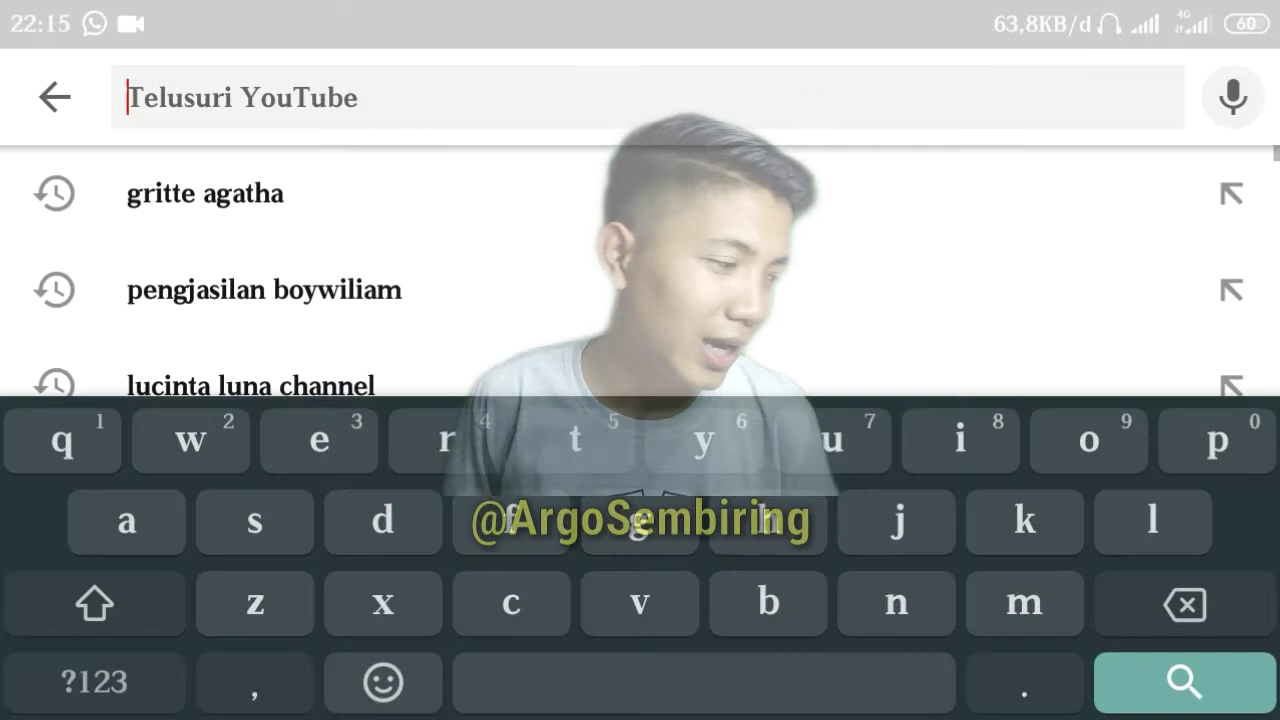 22:15 63,8KB/d 4G 60
Telusuri YouTube
gritte agatha
pengjasilan boywiliam
lucinta luna channel
q 1 w 2 e 3 r 4 t 5 y 6 u 7 i 8 o 9 p 0
a s d f g h j k l
@ArgoSembiring
z x c v b n m
?123 , .